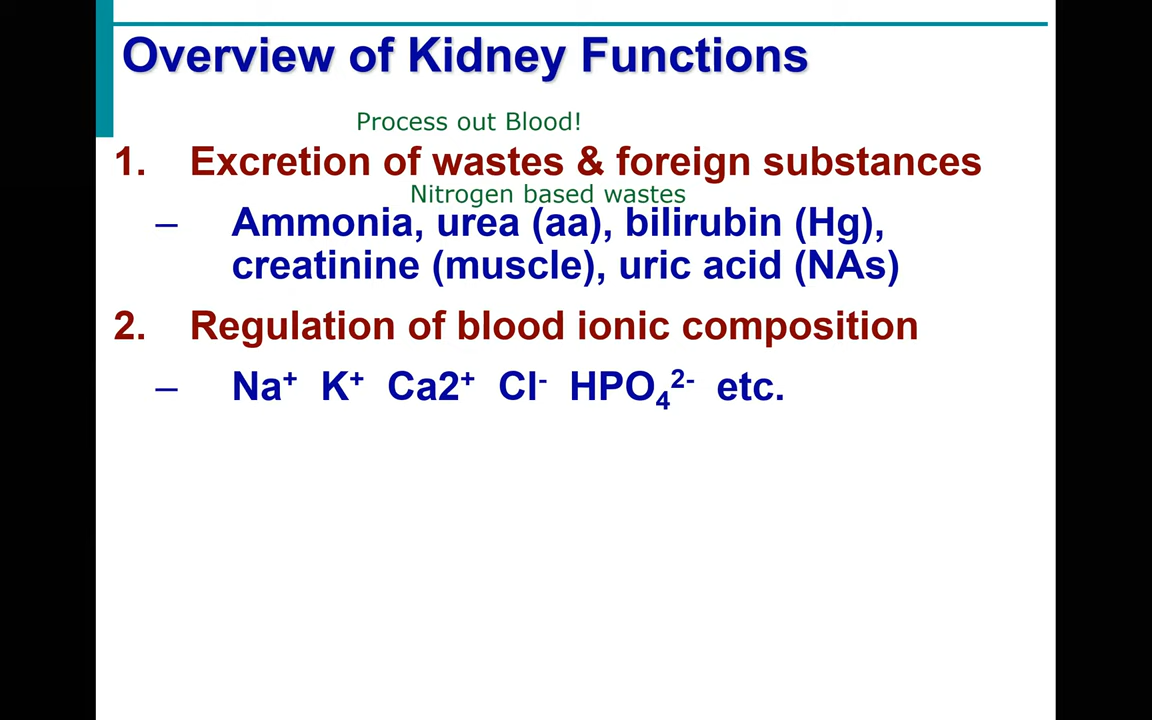 Overview of Kidney Functions
Process out Blood!
1. Excretion of wastes & foreign substances
Nitrogen based wastes
– Ammonia, urea (aa), bilirubin (Hg),
creatinine (muscle), uric acid (NAs)
2. Regulation of blood ionic composition
– Na⁺ K⁺ Ca2⁺ Cl⁻ HPO₄²⁻ etc.